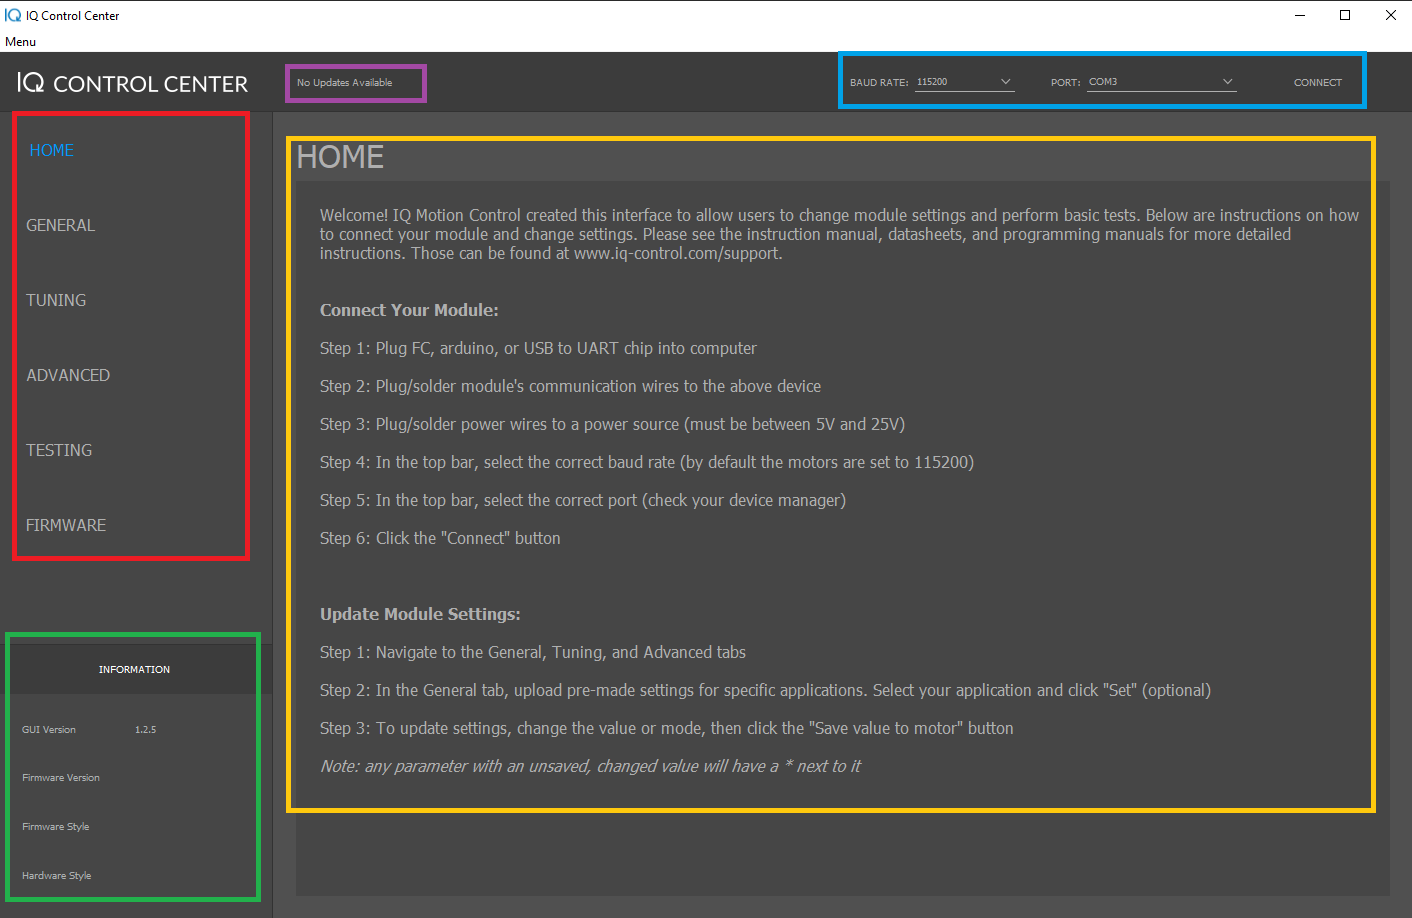 IQ Control Center
Menu
IQ CONTROL CENTER
No Updates Available
BAUD RATE: 115200
PORT: COM3
CONNECT
HOME
GENERAL
TUNING
ADVANCED
TESTING
FIRMWARE
INFORMATION
GUI Version 1.2.5
Firmware Version
Firmware Style
Hardware Style
HOME
Welcome! IQ Motion Control created this interface to allow users to change module settings and perform basic tests. Below are instructions on how
to connect your module and change settings. Please see the instruction manual, datasheets, and programming manuals for more detailed
instructions. Those can be found at www.iq-control.com/support.
Connect Your Module:
Step 1: Plug FC, arduino, or USB to UART chip into computer
Step 2: Plug/solder module's communication wires to the above device
Step 3: Plug/solder power wires to a power source (must be between 5V and 25V)
Step 4: In the top bar, select the correct baud rate (by default the motors are set to 115200)
Step 5: In the top bar, select the correct port (check your device manager)
Step 6: Click the "Connect" button
Update Module Settings:
Step 1: Navigate to the General, Tuning, and Advanced tabs
Step 2: In the General tab, upload pre-made settings for specific applications. Select your application and click "Set" (optional)
Step 3: To update settings, change the value or mode, then click the "Save value to motor" button
Note: any parameter with an unsaved, changed value will have a * next to it